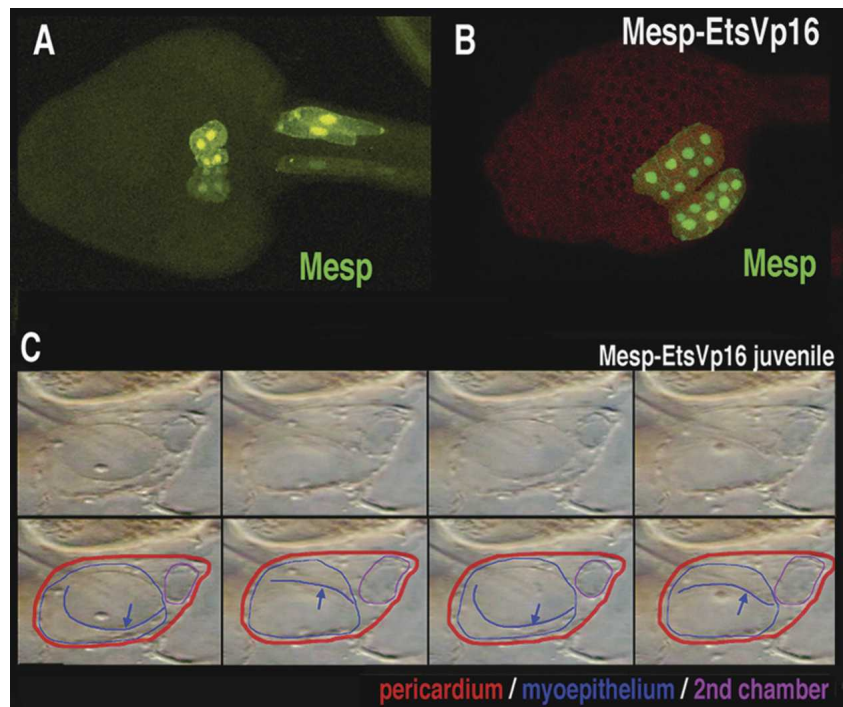 A
B
Mesp-EtsVp16
Mesp
Mesp
C
Mesp-EtsVp16 juvenile
pericardium / myoepithelium / 2nd chamber